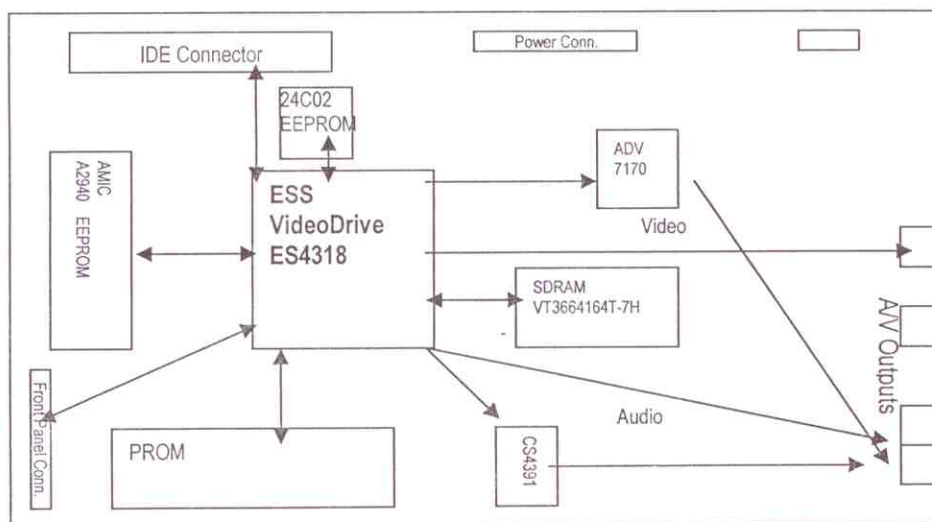 IDE Connector
Power Conn.
24C02
EEPROM
ADV
7170
AMIC
A2940 EEPROM
ESS
VideoDrive
ES4318
Video
SDRAM
VT3664164T-7H
A/V Outputs
Front Panel Conn.
Audio
PROM
CS4391